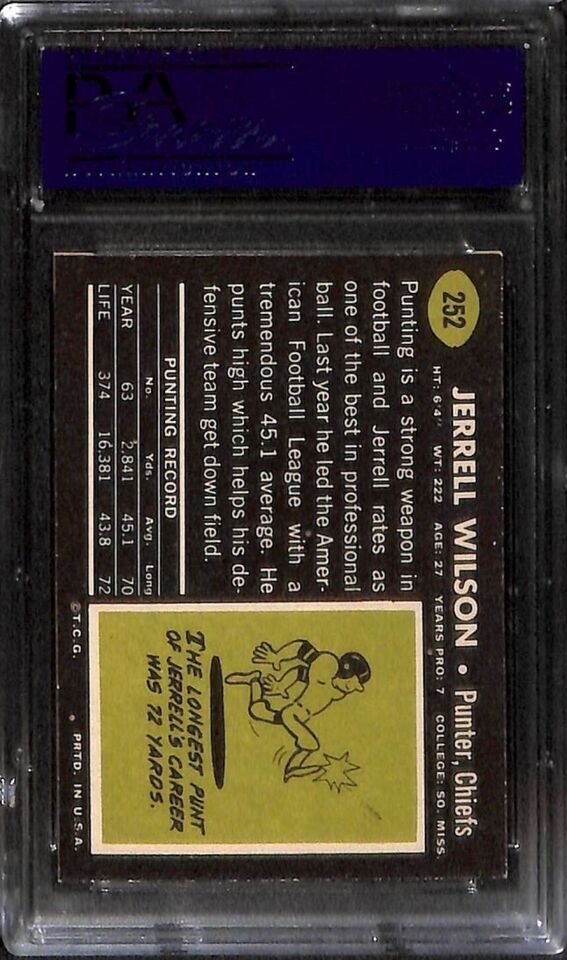 PSA
252
JERRELL WILSON • Punter, Chiefs
HT: 6'4" WT: 222 AGE: 27 YEARS PRO: 7 COLLEGE: SO. MISS
Punting is a strong weapon in
football and Jerrell rates as
one of the best in professional
ball. Last year he led the Amer-
ican Football League with a
tremendous 45.1 average. He
punts high which helps his de-
fensive team get down field.
PUNTING RECORD
No. Yds. Avg. Long
YEAR 63 2,841 45.1 70
LIFE 374 16,381 43.8 72
THE LONGEST PUNT
OF JERRELL'S CAREER
WAS 72 YARDS.
©T.C.G. PRTD. IN U.S.A.